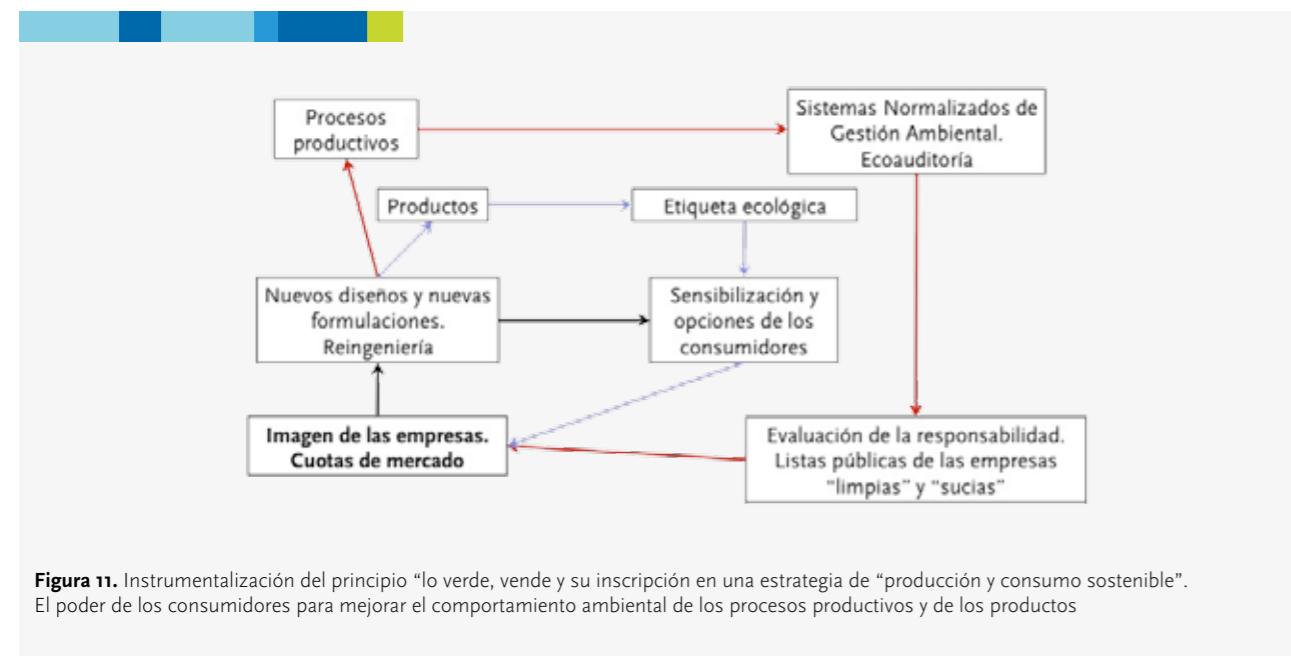 Procesos
productivos
Sistemas Normalizados de
Gestión Ambiental.
Ecoauditoría
Productos
Etiqueta ecológica
Nuevos diseños y nuevas
formulaciones.
Reingeniería
Sensibilización y
opciones de los
consumidores
Imagen de las empresas.
Cuotas de mercado
Evaluación de la responsabilidad.
Listas públicas de las empresas
"limpias" y "sucias"
Figura 11. Instrumentalización del principio “lo verde, vende y su inscripción en una estrategia de “producción y consumo sostenible”.
El poder de los consumidores para mejorar el comportamiento ambiental de los procesos productivos y de los productos